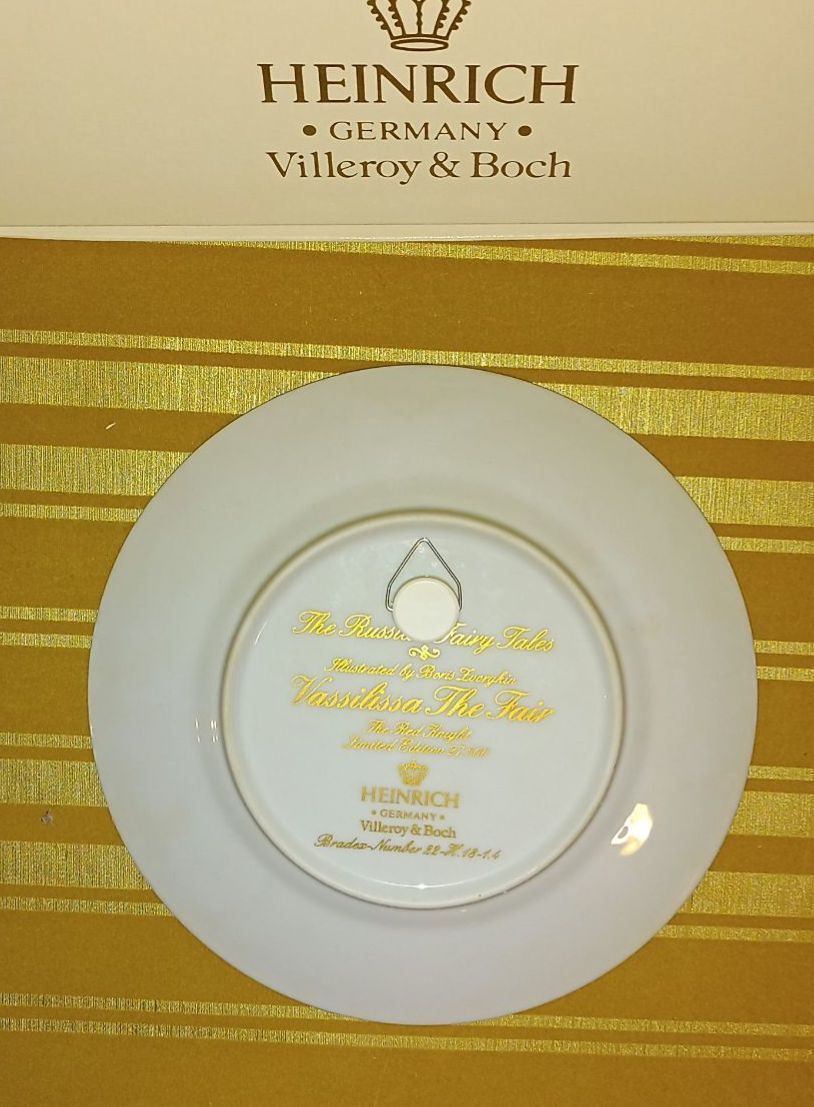 HEINRICH
• GERMANY •
Villeroy & Boch
The Fairy Tales
Illustrated by Boris Zvorykin
Vassilissa The Fair
The Red Knight
Limited Edition
HEINRICH
• GERMANY •
Villeroy & Boch
Bradex-Number 22-H.18-1.4